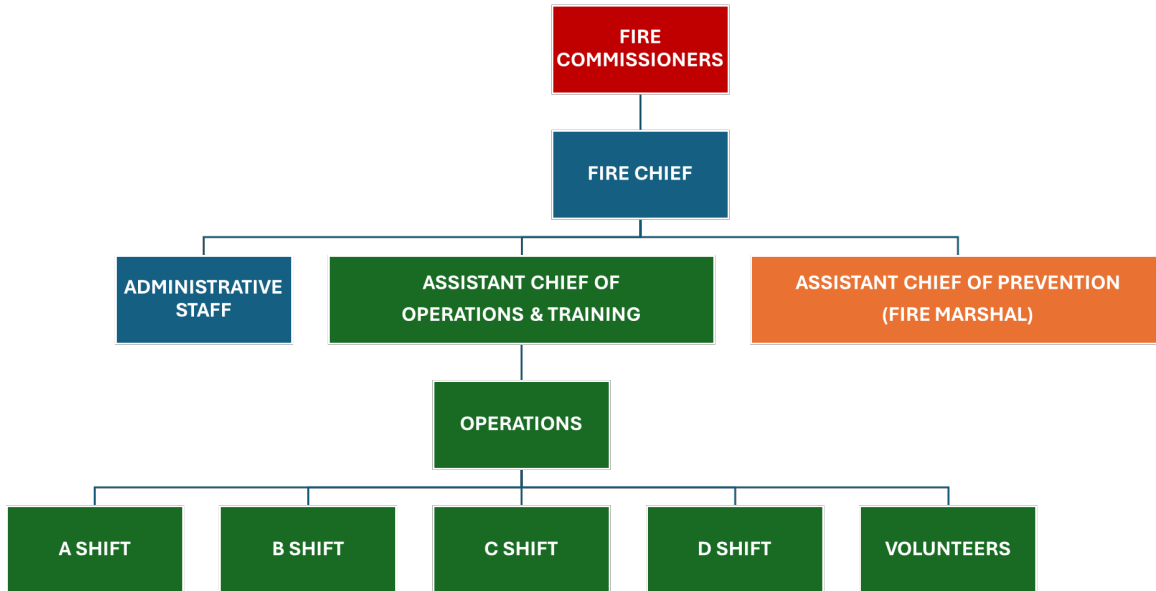 FIRE
COMMISSIONERS
FIRE CHIEF
ADMINISTRATIVE
STAFF
ASSISTANT CHIEF OF
OPERATIONS & TRAINING
ASSISTANT CHIEF OF PREVENTION
(FIRE MARSHAL)
OPERATIONS
A SHIFT
B SHIFT
C SHIFT
D SHIFT
VOLUNTEERS